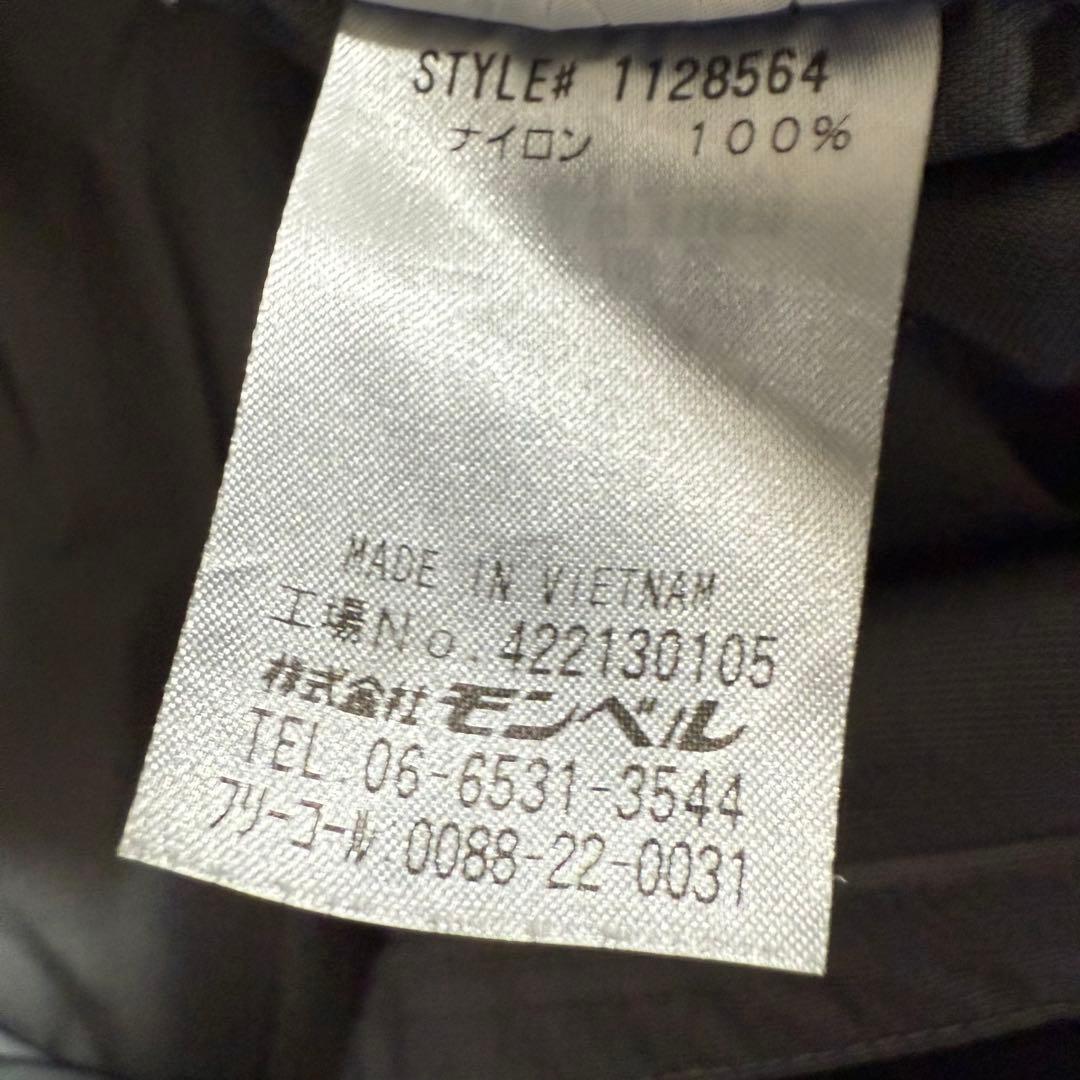 STYLE# 1128564
ナイロン 100%
MADE IN VIETNAM
工場No. 422130105
株式会社モンベル
TEL.06-6531-3544
フリーコール:0088-22-0031